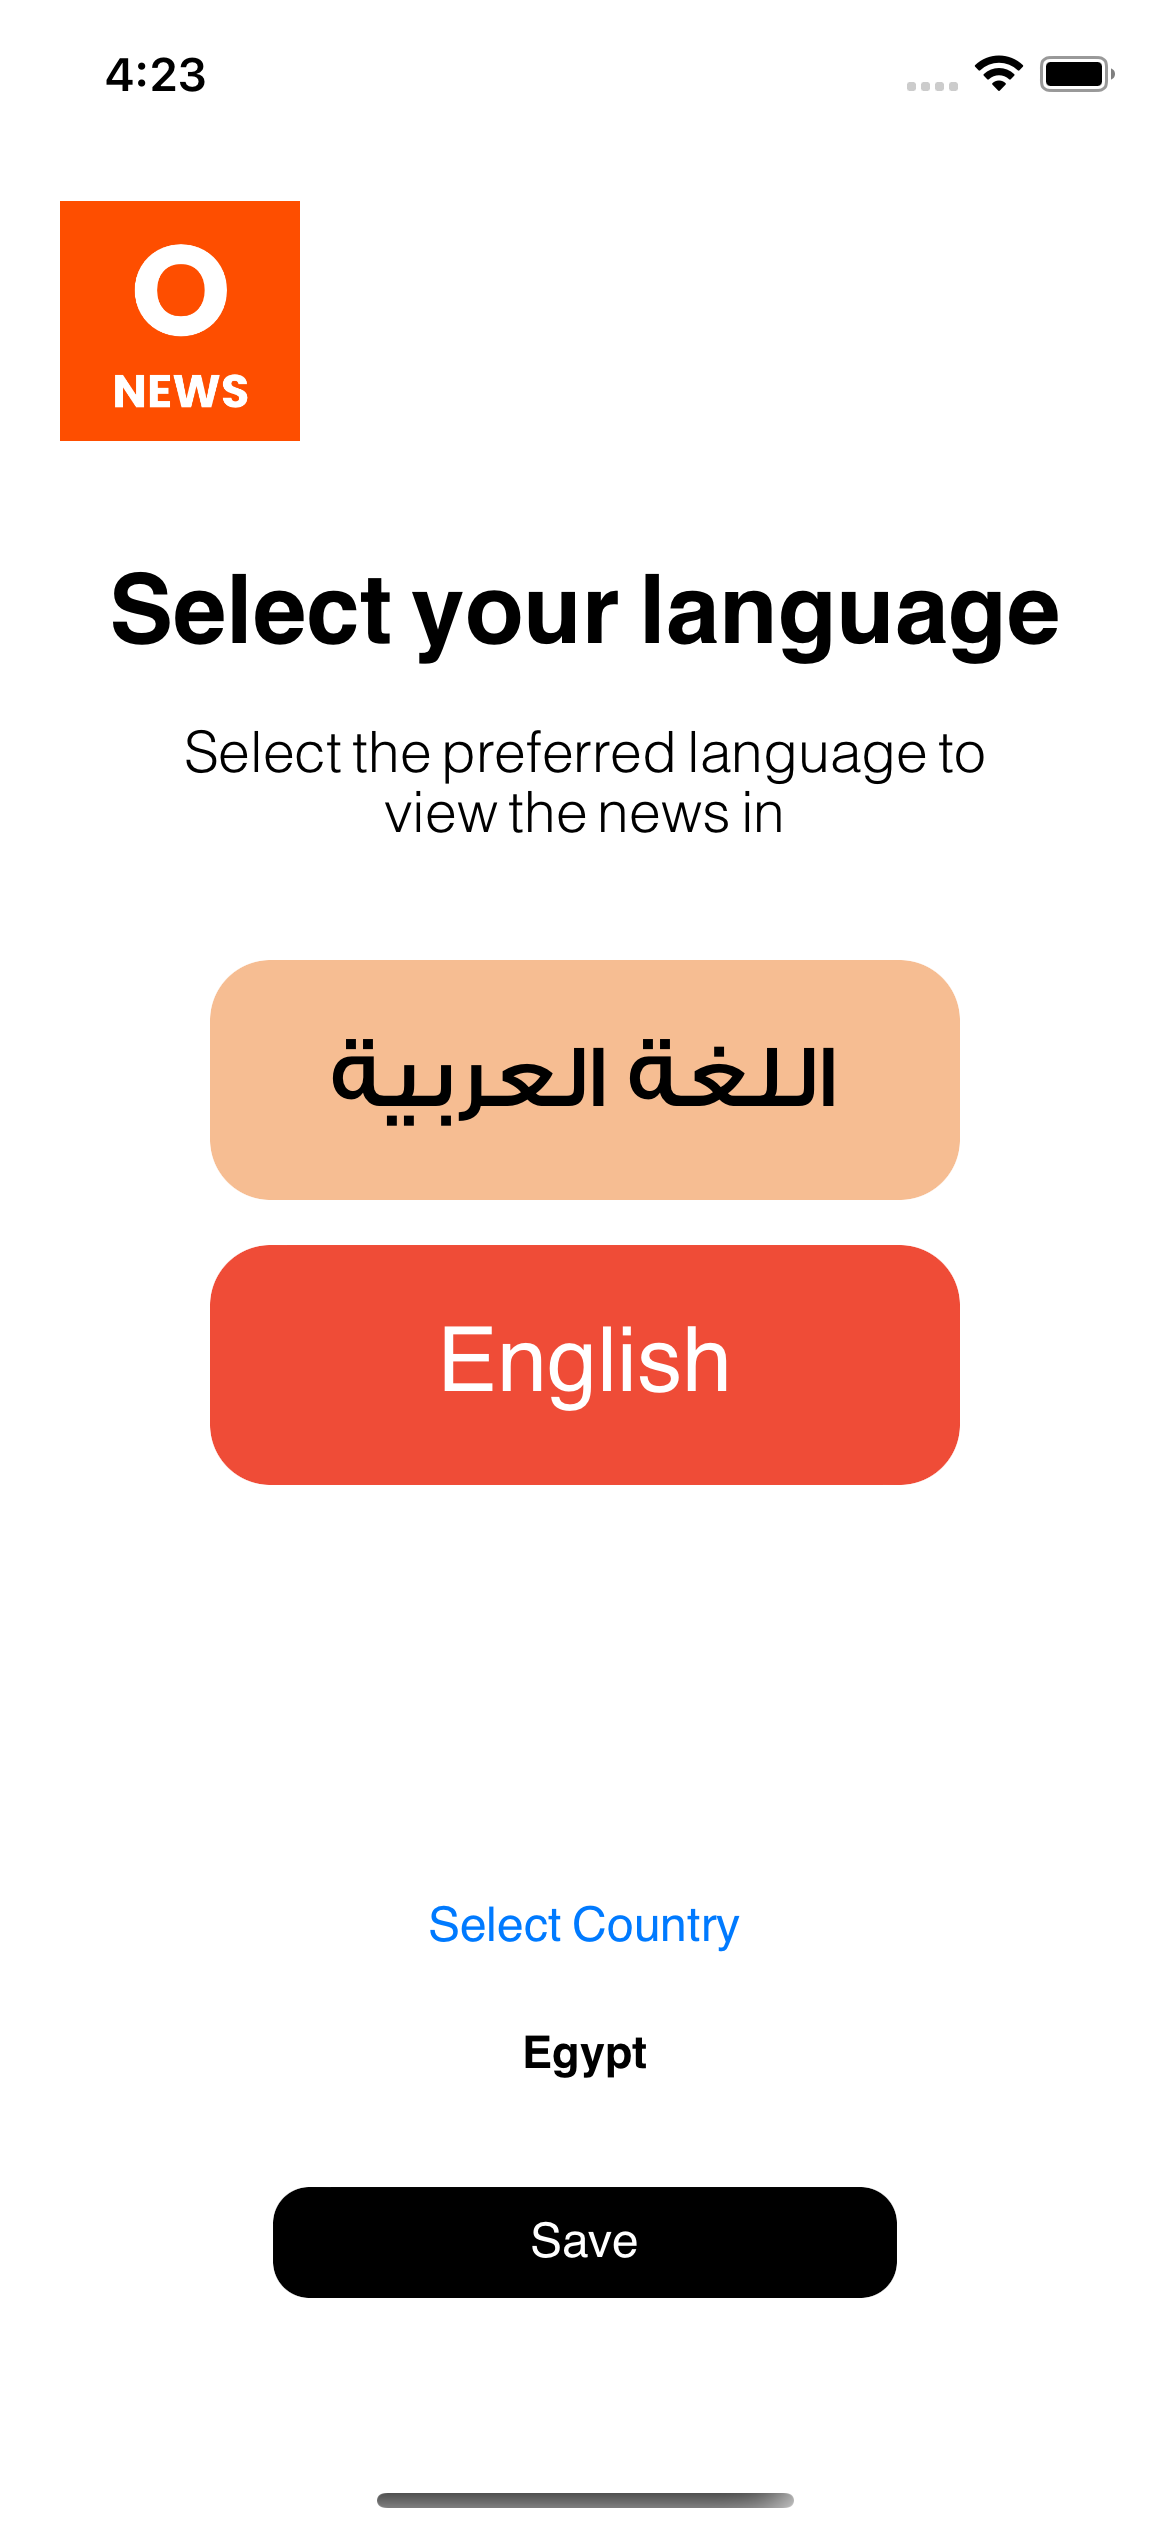 4:23
O
NEWS
Select your language
Select the preferred language to
view the news in
اللغة العربية
English
Select Country
Egypt
Save